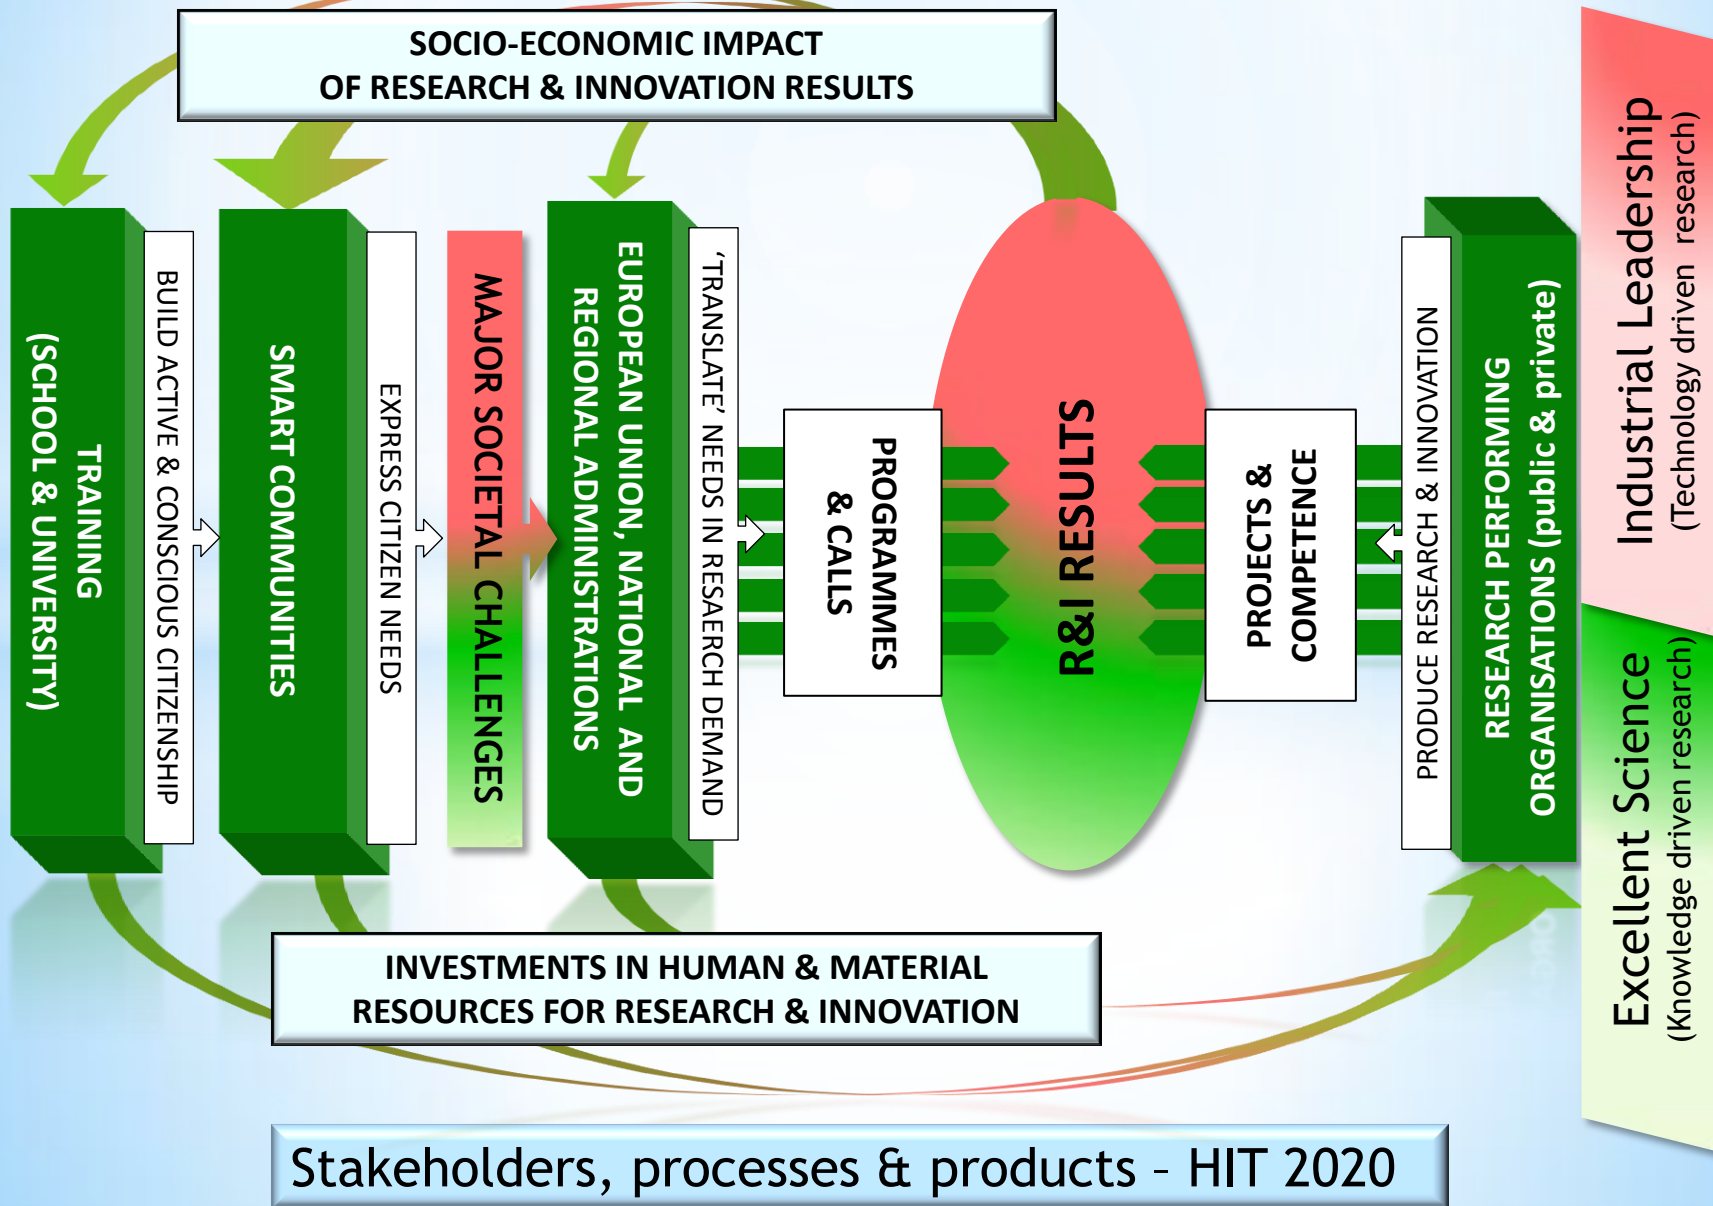 SOCIO-ECONOMIC IMPACT
OF RESEARCH & INNOVATION RESULTS
TRAINING
(SCHOOL & UNIVERSITY)
BUILD ACTIVE & CONSCIOUS CITIZENSHIP
SMART COMMUNITIES
EXPRESS CITIZEN NEEDS
MAJOR SOCIETAL CHALLENGES
EUROPEAN UNION, NATIONAL AND
REGIONAL ADMINISTRATIONS
‘TRANSLATE’ NEEDS IN RESAERCH DEMAND
PROGRAMMES
& CALLS
R&I RESULTS
PROJECTS &
COMPETENCE
PRODUCE RESEARCH & INNOVATION
RESEARCH PERFORMING
ORGANISATIONS (public & private)
Industrial Leadership
(Technology driven research)
Excellent Science
(Knowledge driven research)
INVESTMENTS IN HUMAN & MATERIAL
RESOURCES FOR RESEARCH & INNOVATION
Stakeholders, processes & products – HIT 2020